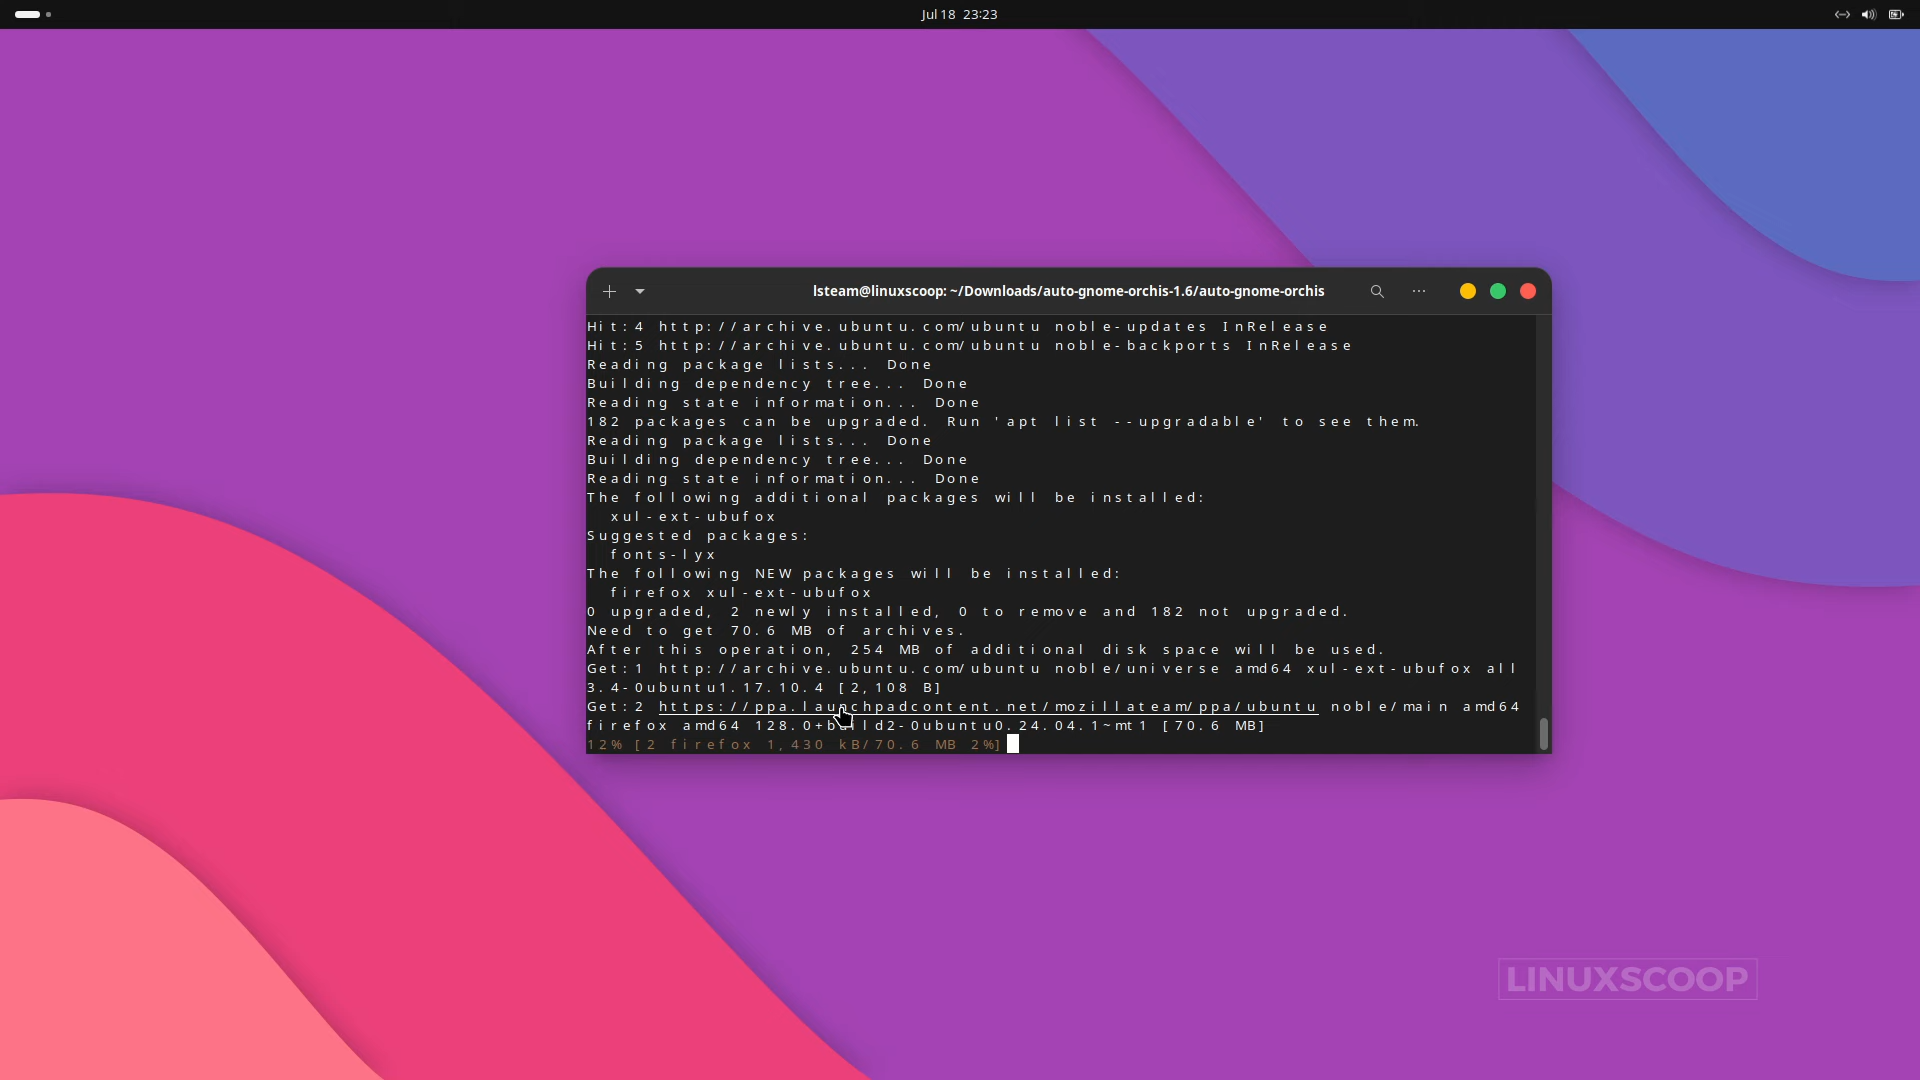 Jul 18 23:23
lsteam@linuxscoop: ~/Downloads/auto-gnome-orchis-1.6/auto-gnome-orchis
Hit:4 http://archive.ubuntu.com/ubuntu noble-updates InRelease
Hit:5 http://archive.ubuntu.com/ubuntu noble-backports InRelease
Reading package lists... Done
Building dependency tree... Done
Reading state information... Done
182 packages can be upgraded. Run 'apt list --upgradable' to see them.
Reading package lists... Done
Building dependency tree... Done
Reading state information... Done
The following additional packages will be installed:
  xul-ext-ubufox
Suggested packages:
  fonts-lyx
The following NEW packages will be installed:
  firefox xul-ext-ubufox
0 upgraded, 2 newly installed, 0 to remove and 182 not upgraded.
Need to get 70.6 MB of archives.
After this operation, 254 MB of additional disk space will be used.
Get:1 http://archive.ubuntu.com/ubuntu noble/universe amd64 xul-ext-ubufox all
3.4-0ubuntu1.17.10.4 [2,108 B]
Get:2 https://ppa.launchpadcontent.net/mozillateam/ppa/ubuntu noble/main amd64
firefox amd64 128.0+build2-0ubuntu0.24.04.1~mt1 [70.6 MB]
12% [2 firefox 1,430 kB/70.6 MB 2%]
LINUXSCOOP